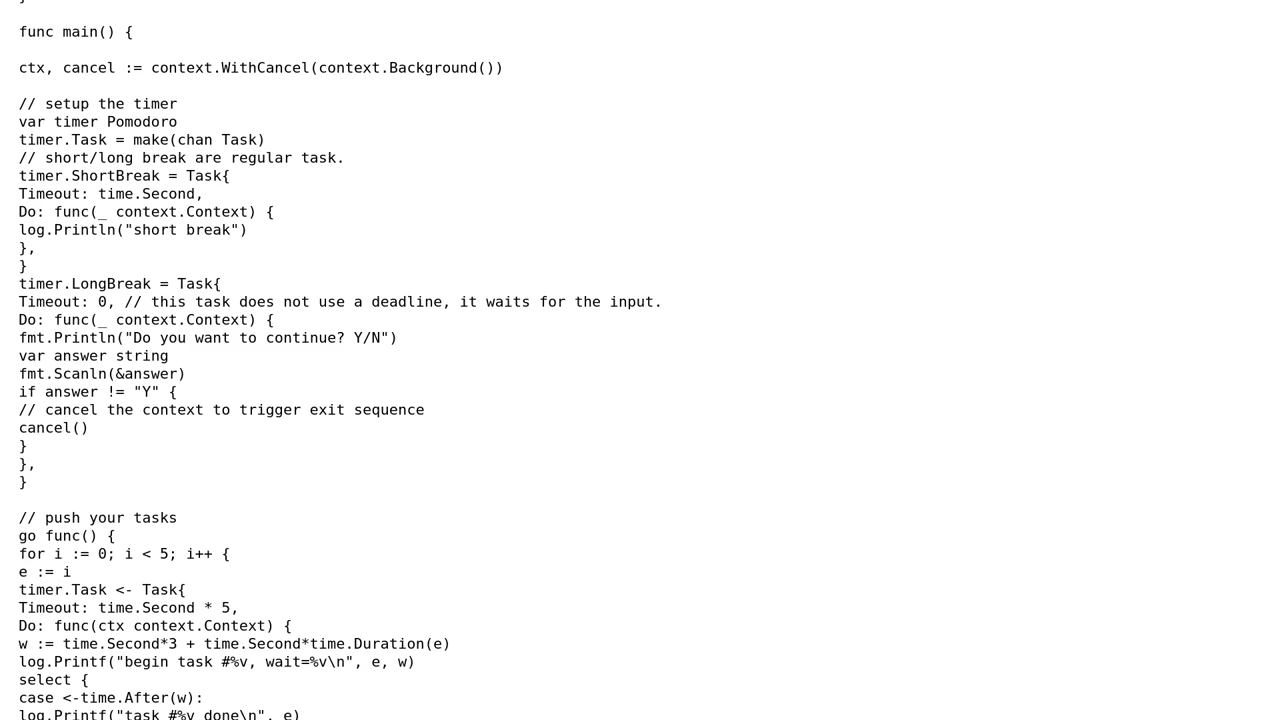 }
func main() {
ctx, cancel := context.WithCancel(context.Background())
// setup the timer
var timer Pomodoro
timer.Task = make(chan Task)
// short/long break are regular task.
timer.ShortBreak = Task{
Timeout: time.Second,
Do: func(_ context.Context) {
log.Println("short break")
},
}
timer.LongBreak = Task{
Timeout: 0, // this task does not use a deadline, it waits for the input.
Do: func(_ context.Context) {
fmt.Println("Do you want to continue? Y/N")
var answer string
fmt.Scanln(&answer)
if answer != "Y" {
// cancel the context to trigger exit sequence
cancel()
}
},
}
// push your tasks
go func() {
for i := 0; i < 5; i++ {
e := i
timer.Task <- Task{
Timeout: time.Second * 5,
Do: func(ctx context.Context) {
w := time.Second*3 + time.Second*time.Duration(e)
log.Printf("begin task #%v, wait=%v\n", e, w)
select {
case <-time.After(w):
log.Printf("task #%v done\n", e)